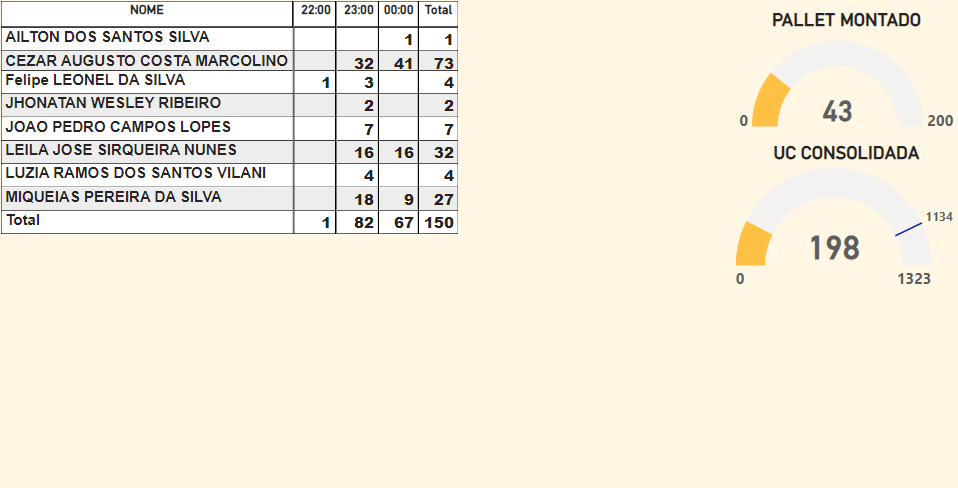 NOME 22:00 23:00 00:00 Total
AILTON DOS SANTOS SILVA 1 1
CEZAR AUGUSTO COSTA MARCOLINO 32 41 73
Felipe LEONEL DA SILVA 1 3 4
JHONATAN WESLEY RIBEIRO 2 2
JOAO PEDRO CAMPOS LOPES 7 7
LEILA JOSE SIRQUEIRA NUNES 16 16 32
LUZIA RAMOS DOS SANTOS VILANI 4 4
MIQUEIAS PEREIRA DA SILVA 18 9 27
Total 1 82 67 150
PALLET MONTADO
43
0 200
UC CONSOLIDADA
1134
198
0 1323